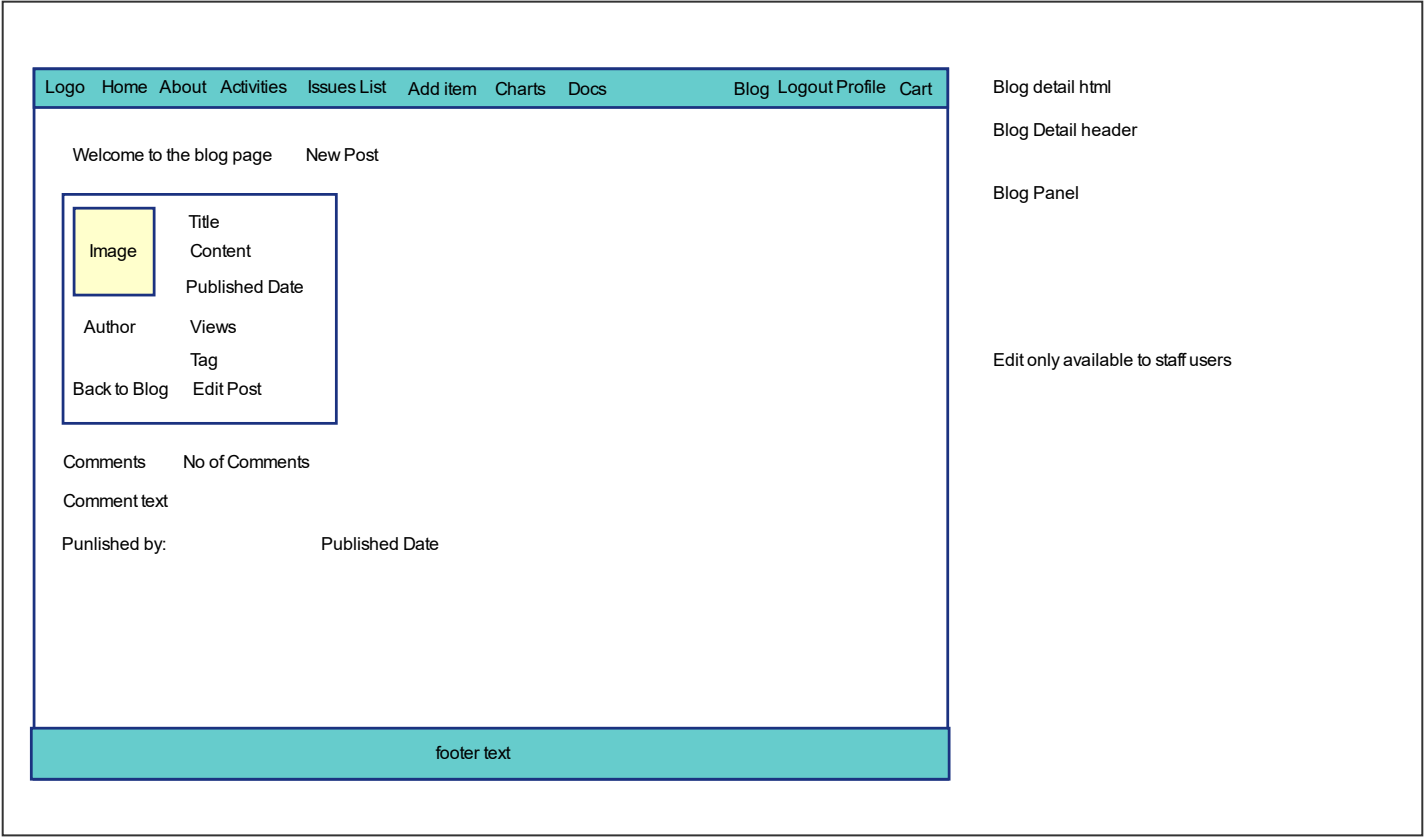 Logo Home About Activities Issues List Add item Charts Docs Blog Logout Profile Cart
Blog detail html
Blog Detail header
Welcome to the blog page New Post
Blog Panel
Title
Image Content
Published Date
Author Views
Tag
Edit only available to staff users
Back to Blog Edit Post
Comments No of Comments
Comment text
Punlished by: Published Date
footer text